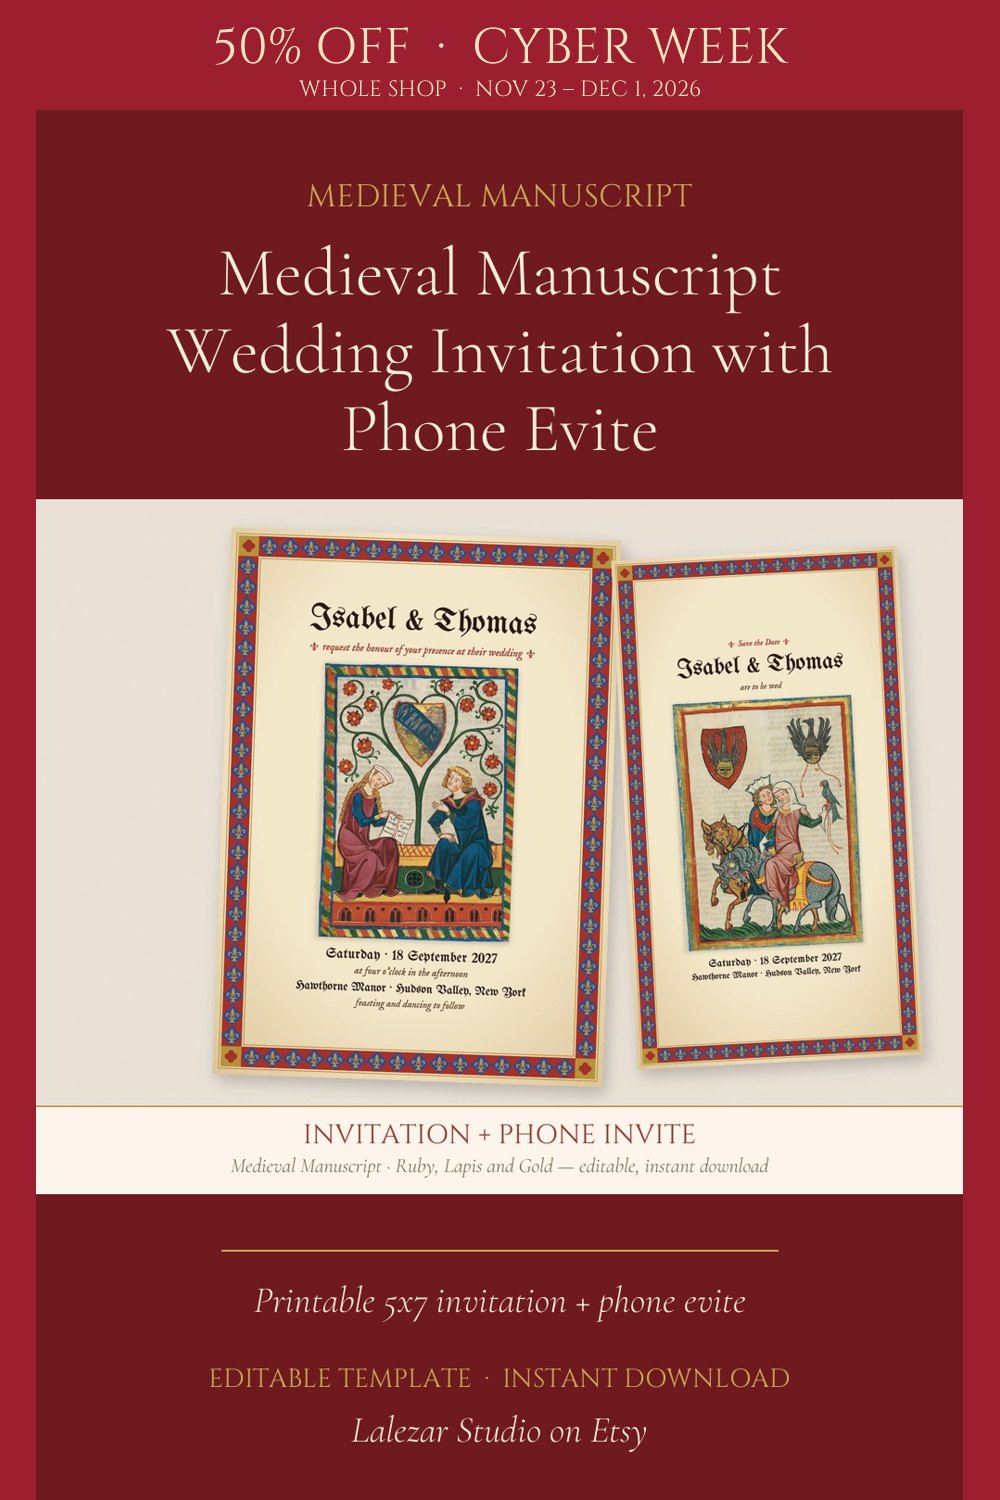 50% OFF · CYBER WEEK
WHOLE SHOP · NOV 23 – DEC 1, 2026
MEDIEVAL MANUSCRIPT
Medieval Manuscript
Wedding Invitation with
Phone Evite
Isabel & Thomas
request the honour of your presence at their wedding
AMOR
Saturday · 18 September 2027
at four o'clock in the afternoon
Hawthorne Manor · Hudson Valley, New York
feasting and dancing to follow
Save the Date
Isabel & Thomas
are to be wed
Saturday · 18 September 2027
Hawthorne Manor · Hudson Valley, New York
INVITATION + PHONE INVITE
Medieval Manuscript · Ruby, Lapis and Gold — editable, instant download
Printable 5x7 invitation + phone evite
EDITABLE TEMPLATE · INSTANT DOWNLOAD
Lalezar Studio on Etsy